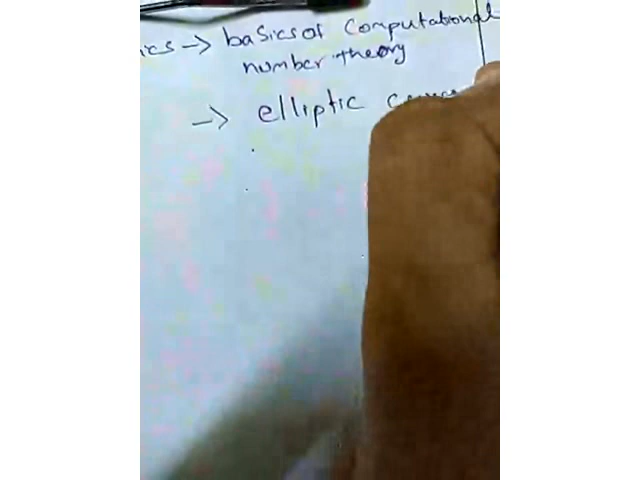 ics → basics of Computational
number theory
→ elliptic